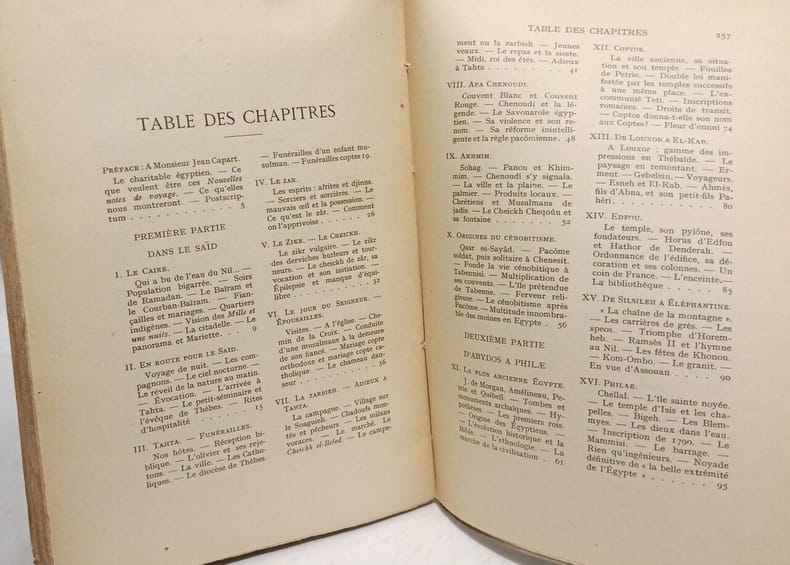 TABLE DES CHAPITRES
PRÉFACE : A Monsieur Jean Capart.
Le charitable égyptien. — Ce que
veulent être ces Nouvelles
notes de voyage. — Ce qu'elles
nous montreront. — Postscrip-
tum . . . . . . . . . . . 5
PREMIÈRE PARTIE
DANS LE SAÏD
I. LE CAIRE.
Qui a bu de l'eau du Nil... —
Population bigarrée. — Soirs
de Ramadan. — Le Baïram et
le Courban-Baïram. — Fian-
çailles et mariages. — Quartiers
indigènes. — Vision des Mille et
une nuits. — La citadelle. — Le
panorama et Mariette. . . . 9
II. EN ROUTE POUR LE SAÏD.
Voyage de nuit. — Les com-
pagnons. — Le ciel nocturne. —
Le réveil de la nature au matin.
— Évocation. — L'arrivée à
Tahta. — Le petit-séminaire et
l'évêque de Thèbes. — Rites
d'hospitalité . . . . . . . 15
III. TAHTA. — FUNÉRAILLES.
Nos hôtes. — Réception bi-
blique. — L'olivier et ses reje-
tons. — La ville. — Les Catho-
liques. — Le diocèse de Thèbes
— Funérailles d'un enfant mu-
sulman. — Funérailles coptes 19.
IV. LE ZAR.
Les esprits : afrites et djinns.
— Sorciers et sorcières. — Le
mauvais œil et la possession. —
Ce qu'est le zâr. — Comment
on l'apprivoise . . . . . . 26
V. LE ZIKR. — LE CHEICKH.
Le zikr vulgaire. — Le zikr
des derviches hurleurs et tour-
neurs. — Le cheickh de zâr, sa
vocation et son initiation. —
Épilepsie et manque d'équi-
libre . . . . . . . . . . 32
VI. LE JOUR DU SEIGNEUR. —
ÉPOUSAILLES.
Visites. — A l'église. — Che-
min de la Croix. — Conduite
d'une musulmane à la demeure
de son fiancé. — Mariage copte
orthodoxe et mariage copte ca-
tholique. — Le chameau dan-
seur . . . . . . . . . . . 36
VII. LA ZARBIEH. — ADIEUX A
TAHTA.
La campagne. — Village sur
le Soaguieh. — Chadoufs mon-
tés et pêcheurs. — Les milans
voraces. — Le marché. Le
Cheickh el-Beled. — Le campe-
TABLE DES CHAPITRES 257
ment ou la zarbieh. — Jeunes
veaux. — Le repas et la sieste.
— Midi, roi des étés. — Adieux
à Tahta . . . . . . . . . 41
VIII. APA CHENOUDI.
Couvent Blanc et Couvent
Rouge. — Chenoudi et la lé-
gende. — Le Savonarole égyp-
tien. — Sa violence et son re-
nom. — Sa réforme inintelli-
gente et la règle pacômienne. 48
IX. AKHMIM.
Sohag. — Panou et Khim-
mim. — Chenoudi s'y signala.
— La ville et la plaine. — Le
palmier. — Produits locaux. —
Chrétiens et Musulmans de
jadis. — Le Cheickh Cheqoûn et
sa fontaine . . . . . . . . 52
X. ORIGINES DU CÉNOBITISME.
Qasr es-Sayâd. — Pacôme
soldat, puis solitaire à Chenesit.
— Fonde la vie cénobitique à
Tabennisi. — Multiplication de
ses couvents. — L'île prétendue
de Tabenne. — Ferveur reli-
gieuse. — Le cénobitisme après
Pacôme. — Multitude innombra-
ble des moines en Egypte . 56
DEUXIÈME PARTIE
D'ABYDOS A PHILÆ
XI. LA PLUS ANCIENNE ÉGYPTE.
J. de Morgan, Amélineau, Pe-
trie et Quibell. — Tombes et
monuments archaïques. — Hy-
pothèses. — Les premiers rois.
— Origine des Égyptiens. —
L'évolution historique et la
Bible. — L'ethnologie. — La
marche de la civilisation . 61
XII. COPTOS.
La ville ancienne, sa situa-
tion et son temple. — Fouilles
de Petrie. — Double loi mani-
festée par les temples successifs
à une même place. — L'ex-
communié Teti. — Inscriptions
romaines. — Droits de transit.
— Coptos donna-t-elle son nom
aux Coptes? — Fleur d'ennui 74
XIII. DE LOUXOR A EL-KAB.
A Louxor : gamme des im-
pressions en Thébaïde. — Le
paysage en remontant. — Er-
ment. — Gebelein. — Voyageurs.
— Esneh et El-Kab. — Ahmès,
fils d'Abna, et son petit-fils Pa-
héri . . . . . . . . . . . 80
XIV. EDFOU.
Le temple, son pylône, ses
fondateurs. — Horus d'Edfou
et Hathor de Denderah. —
Ordonnance de l'édifice, sa dé-
coration et ses colonnes. — Un
coin de France. — L'enceinte. —
La bibliothèque . . . . . . 85
XV. DE SILSILEH A ÉLÉPHANTINE.
« La chaîne de la montagne ».
— Les carrières de grès. — Les
speos. — Triomphe d'Horem-
heb. — Ramsès II et l'hymne
au Nil. — Les fêtes de Khonou.
— Kom-Ombo. — Le granit. —
En vue d'Assouan . . . . . 90
XVI. PHILAE.
Chellal. — L'île sainte noyée.
— Le temple d'Isis et les cha-
pelles. — Bigeh. — Les Blem-
myes. — Les dieux dans l'eau.
— Inscription de 1799. — Le
Mammisi. — Le barrage. —
Rien qu'ingénieurs. — Noyade
définitive de « la belle extrémité
de l'Égypte » . . . . . . . 95